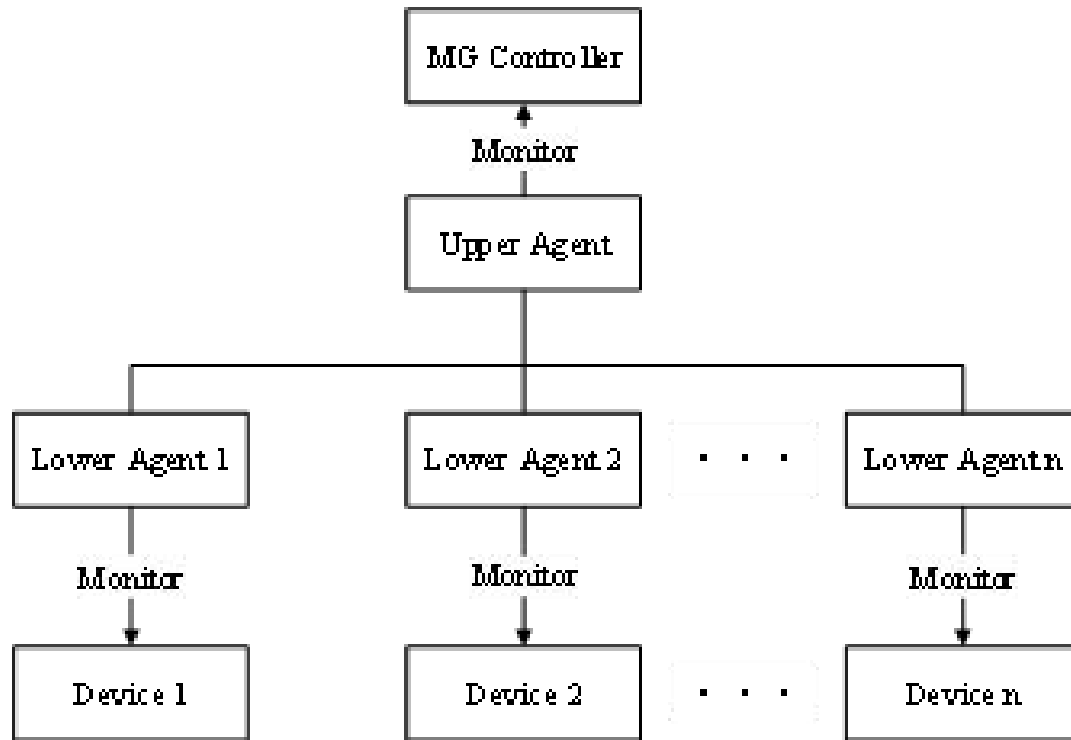 MG Controller
Monitor
Upper Agent
Lower Agent 1
Lower Agent 2
. . .
Lower Agent n
Monitor
Monitor
Monitor
Device 1
Device 2
. . .
Device n